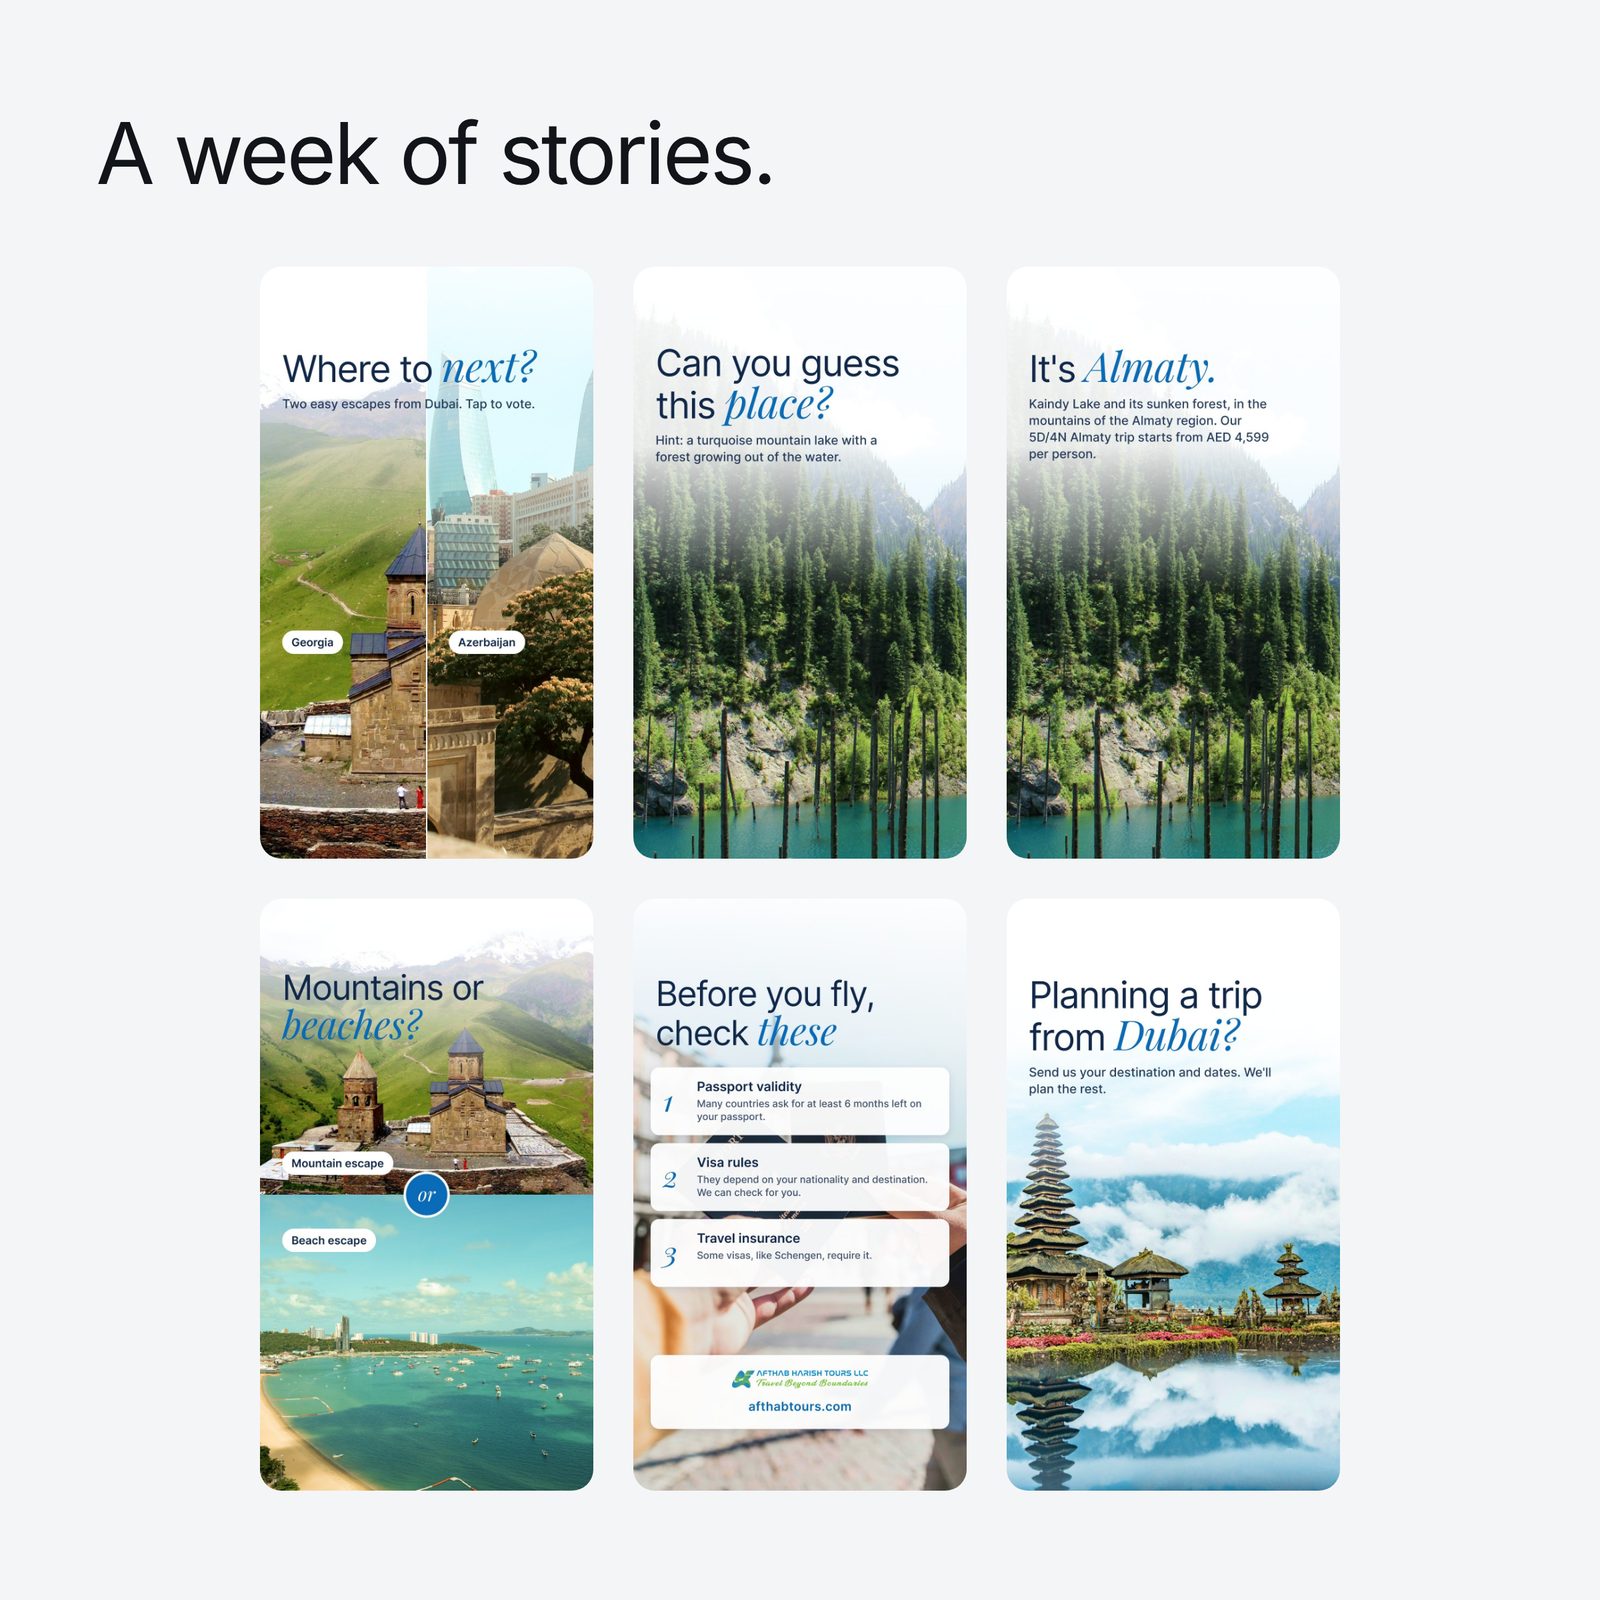 A week of stories.
Where to next?
Two easy escapes from Dubai. Tap to vote.
Georgia
Azerbaijan
Can you guess
this place?
Hint: a turquoise mountain lake with a
forest growing out of the water.
It's Almaty.
Kaindy Lake and its sunken forest, in the
mountains of the Almaty region. Our
5D/4N Almaty trip starts from AED 4,599
per person.
Mountains or
beaches?
Mountain escape
or
Beach escape
Before you fly,
check these
1
Passport validity
Many countries ask for at least 6 months left on
your passport.
2
Visa rules
They depend on your nationality and destination.
We can check for you.
3
Travel insurance
Some visas, like Schengen, require it.
AFTHAB HARISH TOURS LLC
Travel Beyond Boundaries
afthabtours.com
Planning a trip
from Dubai?
Send us your destination and dates. We'll
plan the rest.